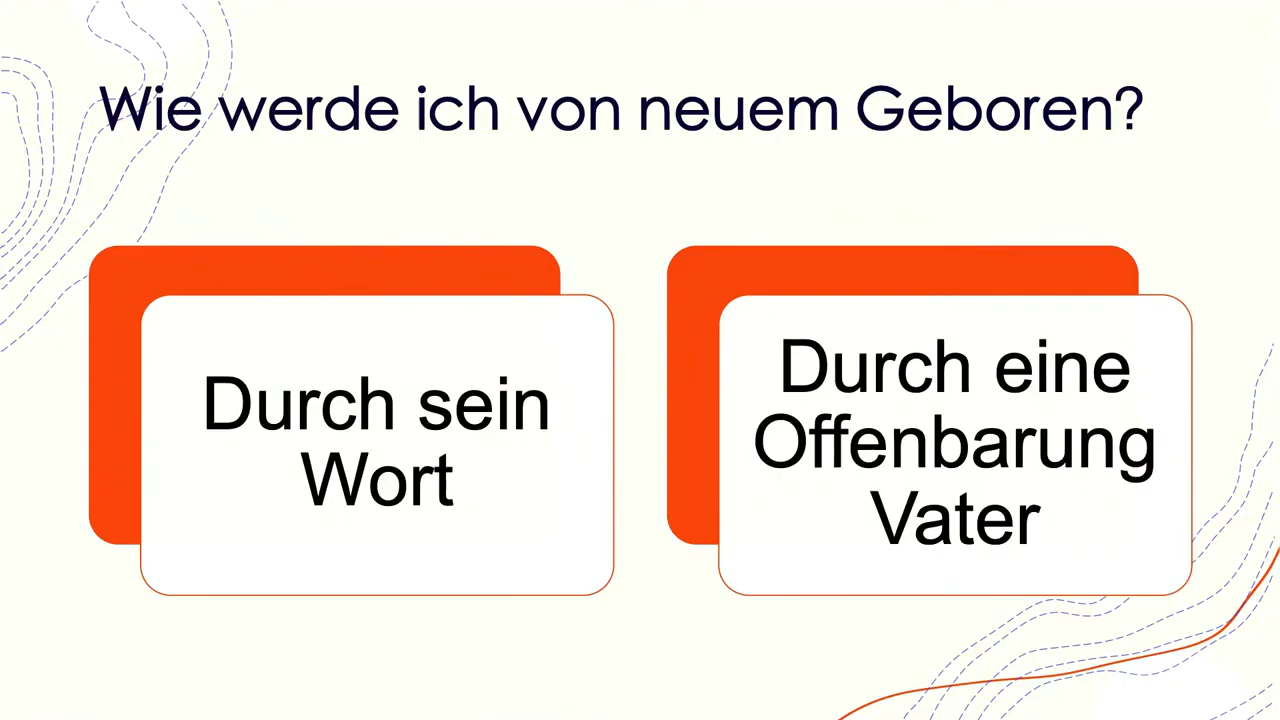 Wie werde ich von neuem Geboren?
Durch sein
Wort
Durch eine
Offenbarung
Vater